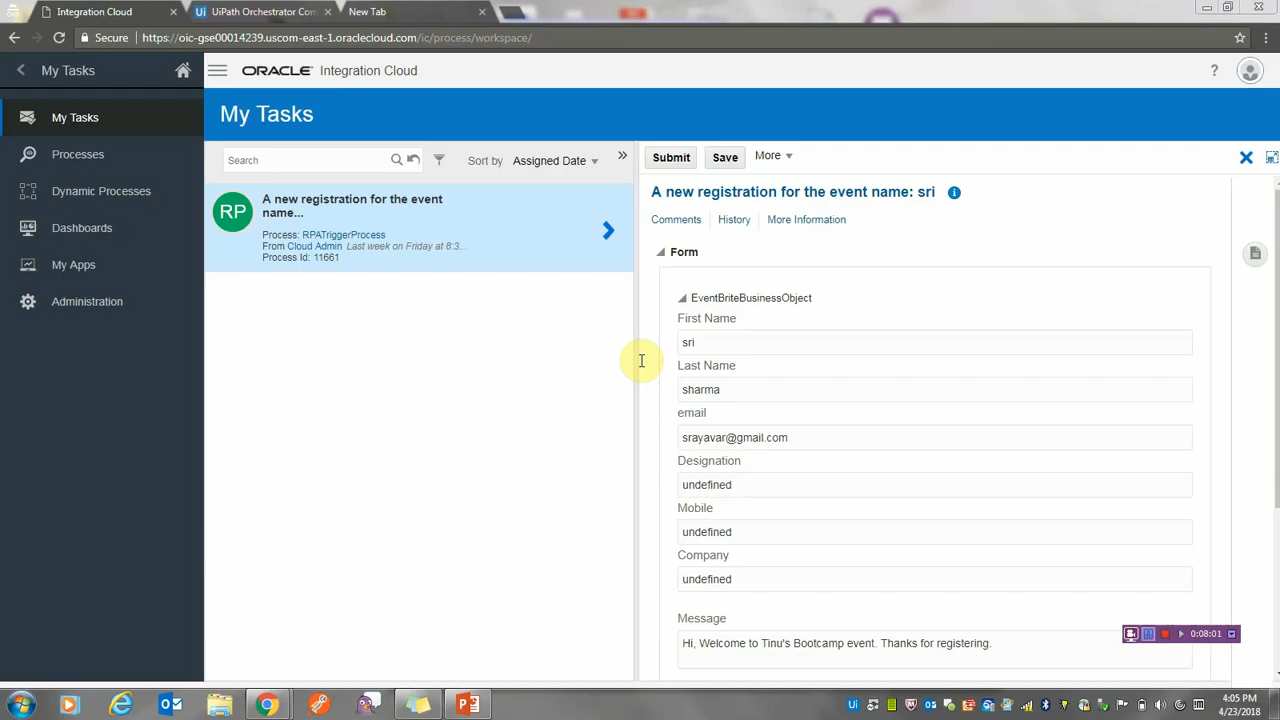 Integration Cloud
Ui UiPath Orchestrator Com
New Tab
Secure https://oic-gse00014239.uscom-east-1.oraclecloud.com/ic/process/workspace/
My Tasks
ORACLE® Integration Cloud
?
My Tasks
My Tasks
Processes
Dynamic Processes
Dashboards
My Apps
Administration
Search
Sort by Assigned Date
»
RP
A new registration for the event
name...
Process: RPATriggerProcess
From Cloud Admin Last week on Friday at 8:3...
Process Id: 11661
Submit
Save
More
A new registration for the event name: sri
Comments
History
More Information
Form
EventBriteBusinessObject
First Name
sri
Last Name
sharma
email
srayavar@gmail.com
Designation
undefined
Mobile
undefined
Company
undefined
Message
Hi, Welcome to Tinu's Bootcamp event. Thanks for registering.
0:08:01
Ui
4:05 PM
4/23/2018